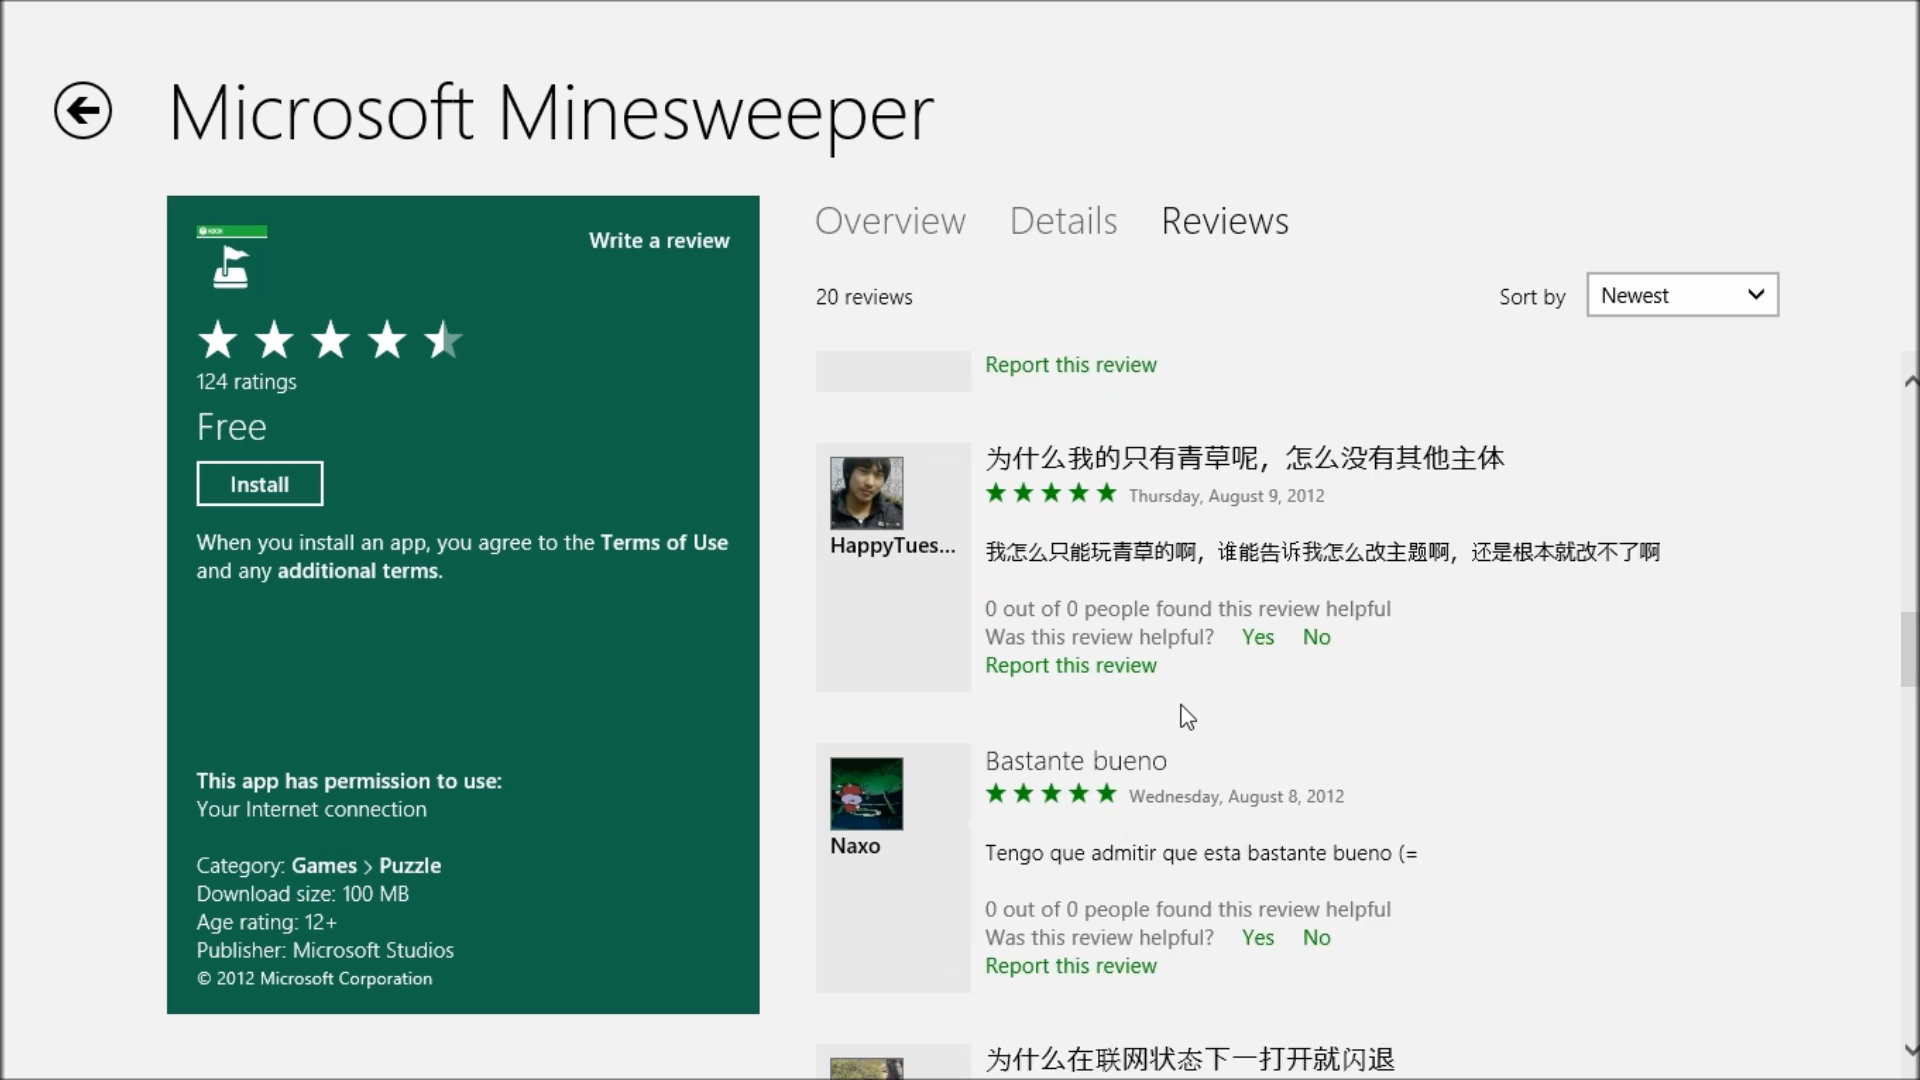 Microsoft Minesweeper
XBOX
Write a review
124 ratings
Free
Install
When you install an app, you agree to the Terms of Use
and any additional terms.
This app has permission to use:
Your Internet connection
Category: Games > Puzzle
Download size: 100 MB
Age rating: 12+
Publisher: Microsoft Studios
© 2012 Microsoft Corporation
Overview Details Reviews
20 reviews
Sort by Newest
Report this review
为什么我的只有青草呢，怎么没有其他主体
Thursday, August 9, 2012
HappyTues...
我怎么只能玩青草的啊，谁能告诉我怎么改主题啊，还是根本就改不了啊
0 out of 0 people found this review helpful
Was this review helpful? Yes No
Report this review
Bastante bueno
Wednesday, August 8, 2012
Naxo
Tengo que admitir que esta bastante bueno (=
0 out of 0 people found this review helpful
Was this review helpful? Yes No
Report this review
为什么在联网状态下一打开就闪退